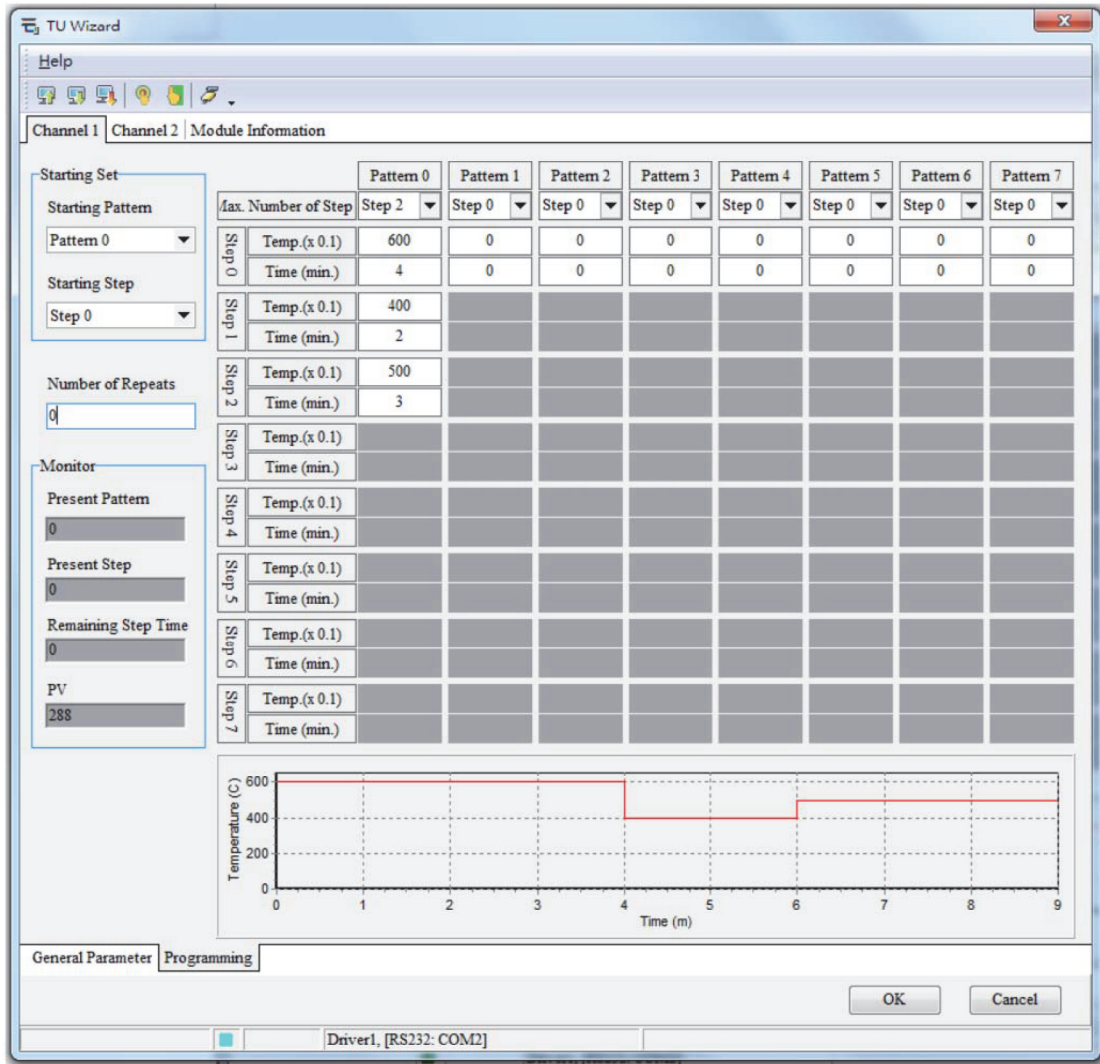 TU Wizard
Help
Channel 1 Channel 2 Module Information
Starting Set
Starting Pattern
Pattern 0
Starting Step
Step 0
Number of Repeats
0
Monitor
Present Pattern
0
Present Step
0
Remaining Step Time
0
PV
288
Pattern 0 Pattern 1 Pattern 2 Pattern 3 Pattern 4 Pattern 5 Pattern 6 Pattern 7
Max. Number of Step Step 2 Step 0 Step 0 Step 0 Step 0 Step 0 Step 0 Step 0
Step 0
Temp.(x 0.1) 600 0 0 0 0 0 0 0
Time (min.) 4 0 0 0 0 0 0 0
Step 1
Temp.(x 0.1) 400
Time (min.) 2
Step 2
Temp.(x 0.1) 500
Time (min.) 3
Step 3
Temp.(x 0.1)
Time (min.)
Step 4
Temp.(x 0.1)
Time (min.)
Step 5
Temp.(x 0.1)
Time (min.)
Step 6
Temp.(x 0.1)
Time (min.)
Step 7
Temp.(x 0.1)
Time (min.)
Temperature (C)
600
400
200
0
0 1 2 3 4 5 6 7 8 9
Time (m)
General Parameter Programming
OK Cancel
Driver1, [RS232: COM2]